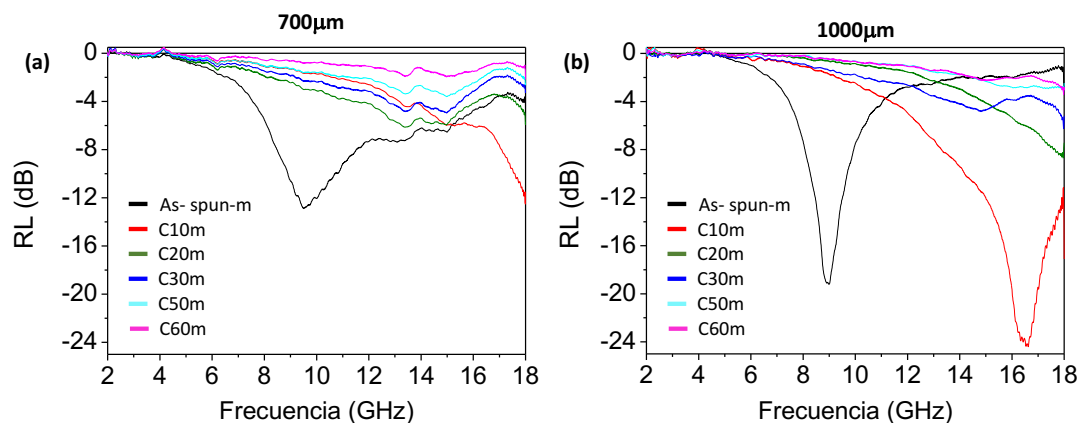 700μm
(a)
0
-4
-8
-12
-16
-20
-24
RL (dB)
As- spun-m
C10m
C20m
C30m
C50m
C60m
2 4 6 8 10 12 14 16 18
Frecuencia (GHz)
1000μm
(b)
0
-4
-8
-12
-16
-20
-24
RL (dB)
As- spun-m
C10m
C20m
C30m
C50m
C60m
2 4 6 8 10 12 14 16 18
Frecuencia (GHz)